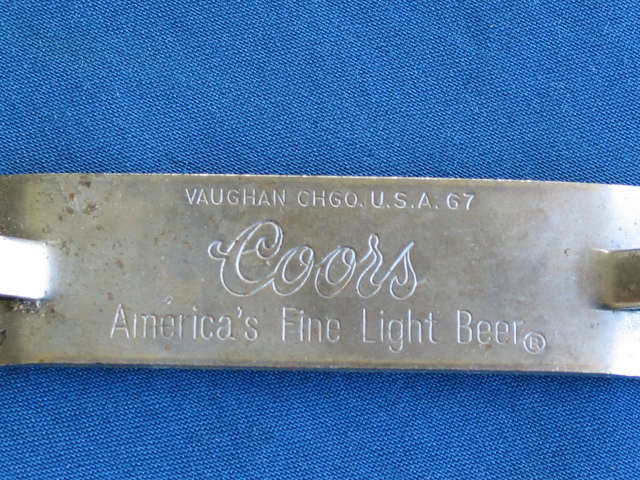 VAUGHAN CHGO. U.S.A. 67
Coors
America's Fine Light Beer®